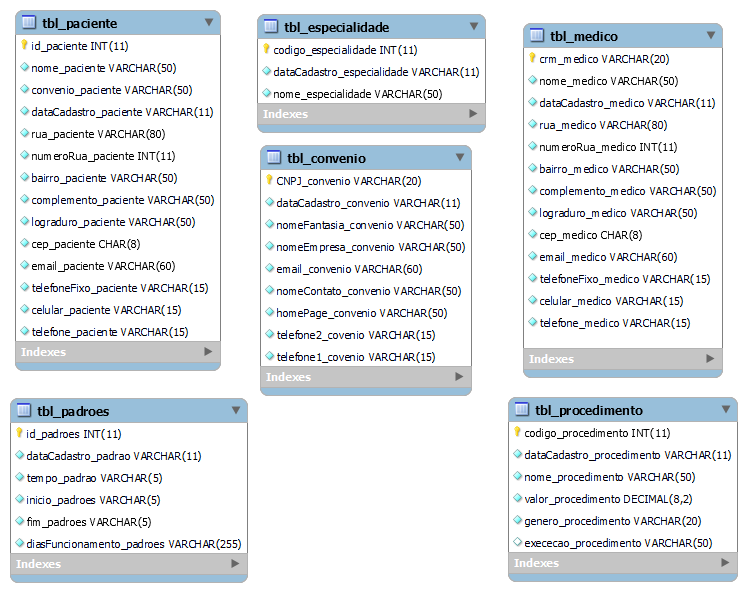 tbl_paciente
id_paciente INT(11)
nome_paciente VARCHAR(50)
convenio_paciente VARCHAR(50)
dataCadastro_paciente VARCHAR(11)
rua_paciente VARCHAR(80)
numeroRua_paciente INT(11)
bairro_paciente VARCHAR(50)
complemento_paciente VARCHAR(50)
lograduro_paciente VARCHAR(50)
cep_paciente CHAR(8)
email_paciente VARCHAR(60)
telefoneFixo_paciente VARCHAR(15)
celular_paciente VARCHAR(15)
telefone_paciente VARCHAR(15)
Indexes
tbl_especialidade
codigo_especialidade INT(11)
dataCadastro_especialidade VARCHAR(11)
nome_especialidade VARCHAR(50)
Indexes
tbl_convenio
CNPJ_convenio VARCHAR(20)
dataCadastro_convenio VARCHAR(11)
nomeFantasia_convenio VARCHAR(50)
nomeEmpresa_convenio VARCHAR(50)
email_convenio VARCHAR(60)
nomeContato_convenio VARCHAR(50)
homePage_convenio VARCHAR(50)
telefone2_covenio VARCHAR(15)
telefone1_covenio VARCHAR(15)
Indexes
tbl_medico
crm_medico VARCHAR(20)
nome_medico VARCHAR(50)
dataCadastro_medico VARCHAR(11)
rua_medico VARCHAR(80)
numeroRua_medico INT(11)
bairro_medico VARCHAR(50)
complemento_medico VARCHAR(50)
lograduro_medico VARCHAR(50)
cep_medico CHAR(8)
email_medico VARCHAR(60)
telefoneFixo_medico VARCHAR(15)
celular_medico VARCHAR(15)
telefone_medico VARCHAR(15)
Indexes
tbl_padroes
id_padroes INT(11)
dataCadastro_padrao VARCHAR(11)
tempo_padrao VARCHAR(5)
inicio_padroes VARCHAR(5)
fim_padroes VARCHAR(5)
diasFuncionamento_padroes VARCHAR(255)
Indexes
tbl_procedimento
codigo_procedimento INT(11)
dataCadastro_procedimento VARCHAR(11)
nome_procedimento VARCHAR(50)
valor_procedimento DECIMAL(8,2)
genero_procedimento VARCHAR(20)
exececao_procedimento VARCHAR(50)
Indexes